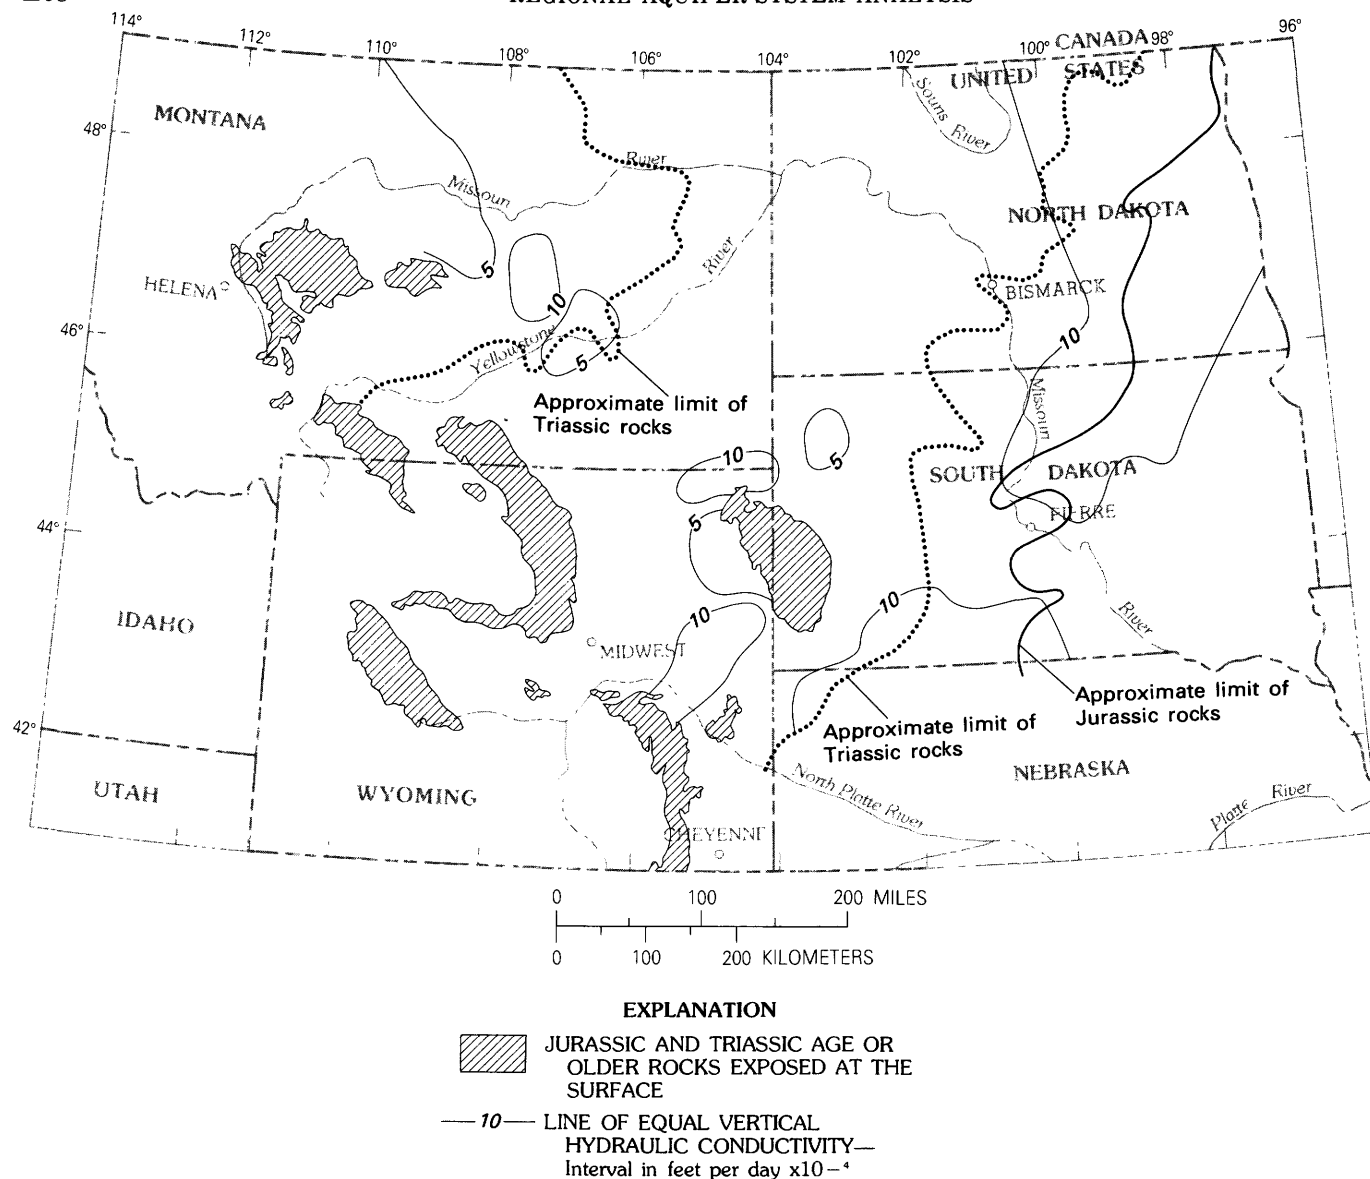 REGIONAL AQUIFER-SYSTEM ANALYSIS
114°
112°
110°
108°
106°
104°
102°
100°
98°
96°
CANADA
UNITED STATES
MONTANA
48°
Souris River
Missouri River
NORTH DAKOTA
HELENA
5
River
BISMARCK
10
46°
Yellowstone
5
10
Missouri
Approximate limit of
Triassic rocks
10
5
SOUTH DAKOTA
44°
5
PIERRE
10
10
IDAHO
MIDWEST
River
42°
Approximate limit of
Jurassic rocks
Approximate limit of
Triassic rocks
UTAH
WYOMING
North Platte River
NEBRASKA
Platte River
CHEYENNE
0 100 200 MILES
0 100 200 KILOMETERS
EXPLANATION
JURASSIC AND TRIASSIC AGE OR
OLDER ROCKS EXPOSED AT THE
SURFACE
—10— LINE OF EQUAL VERTICAL
HYDRAULIC CONDUCTIVITY—
Interval in feet per day x10−⁴